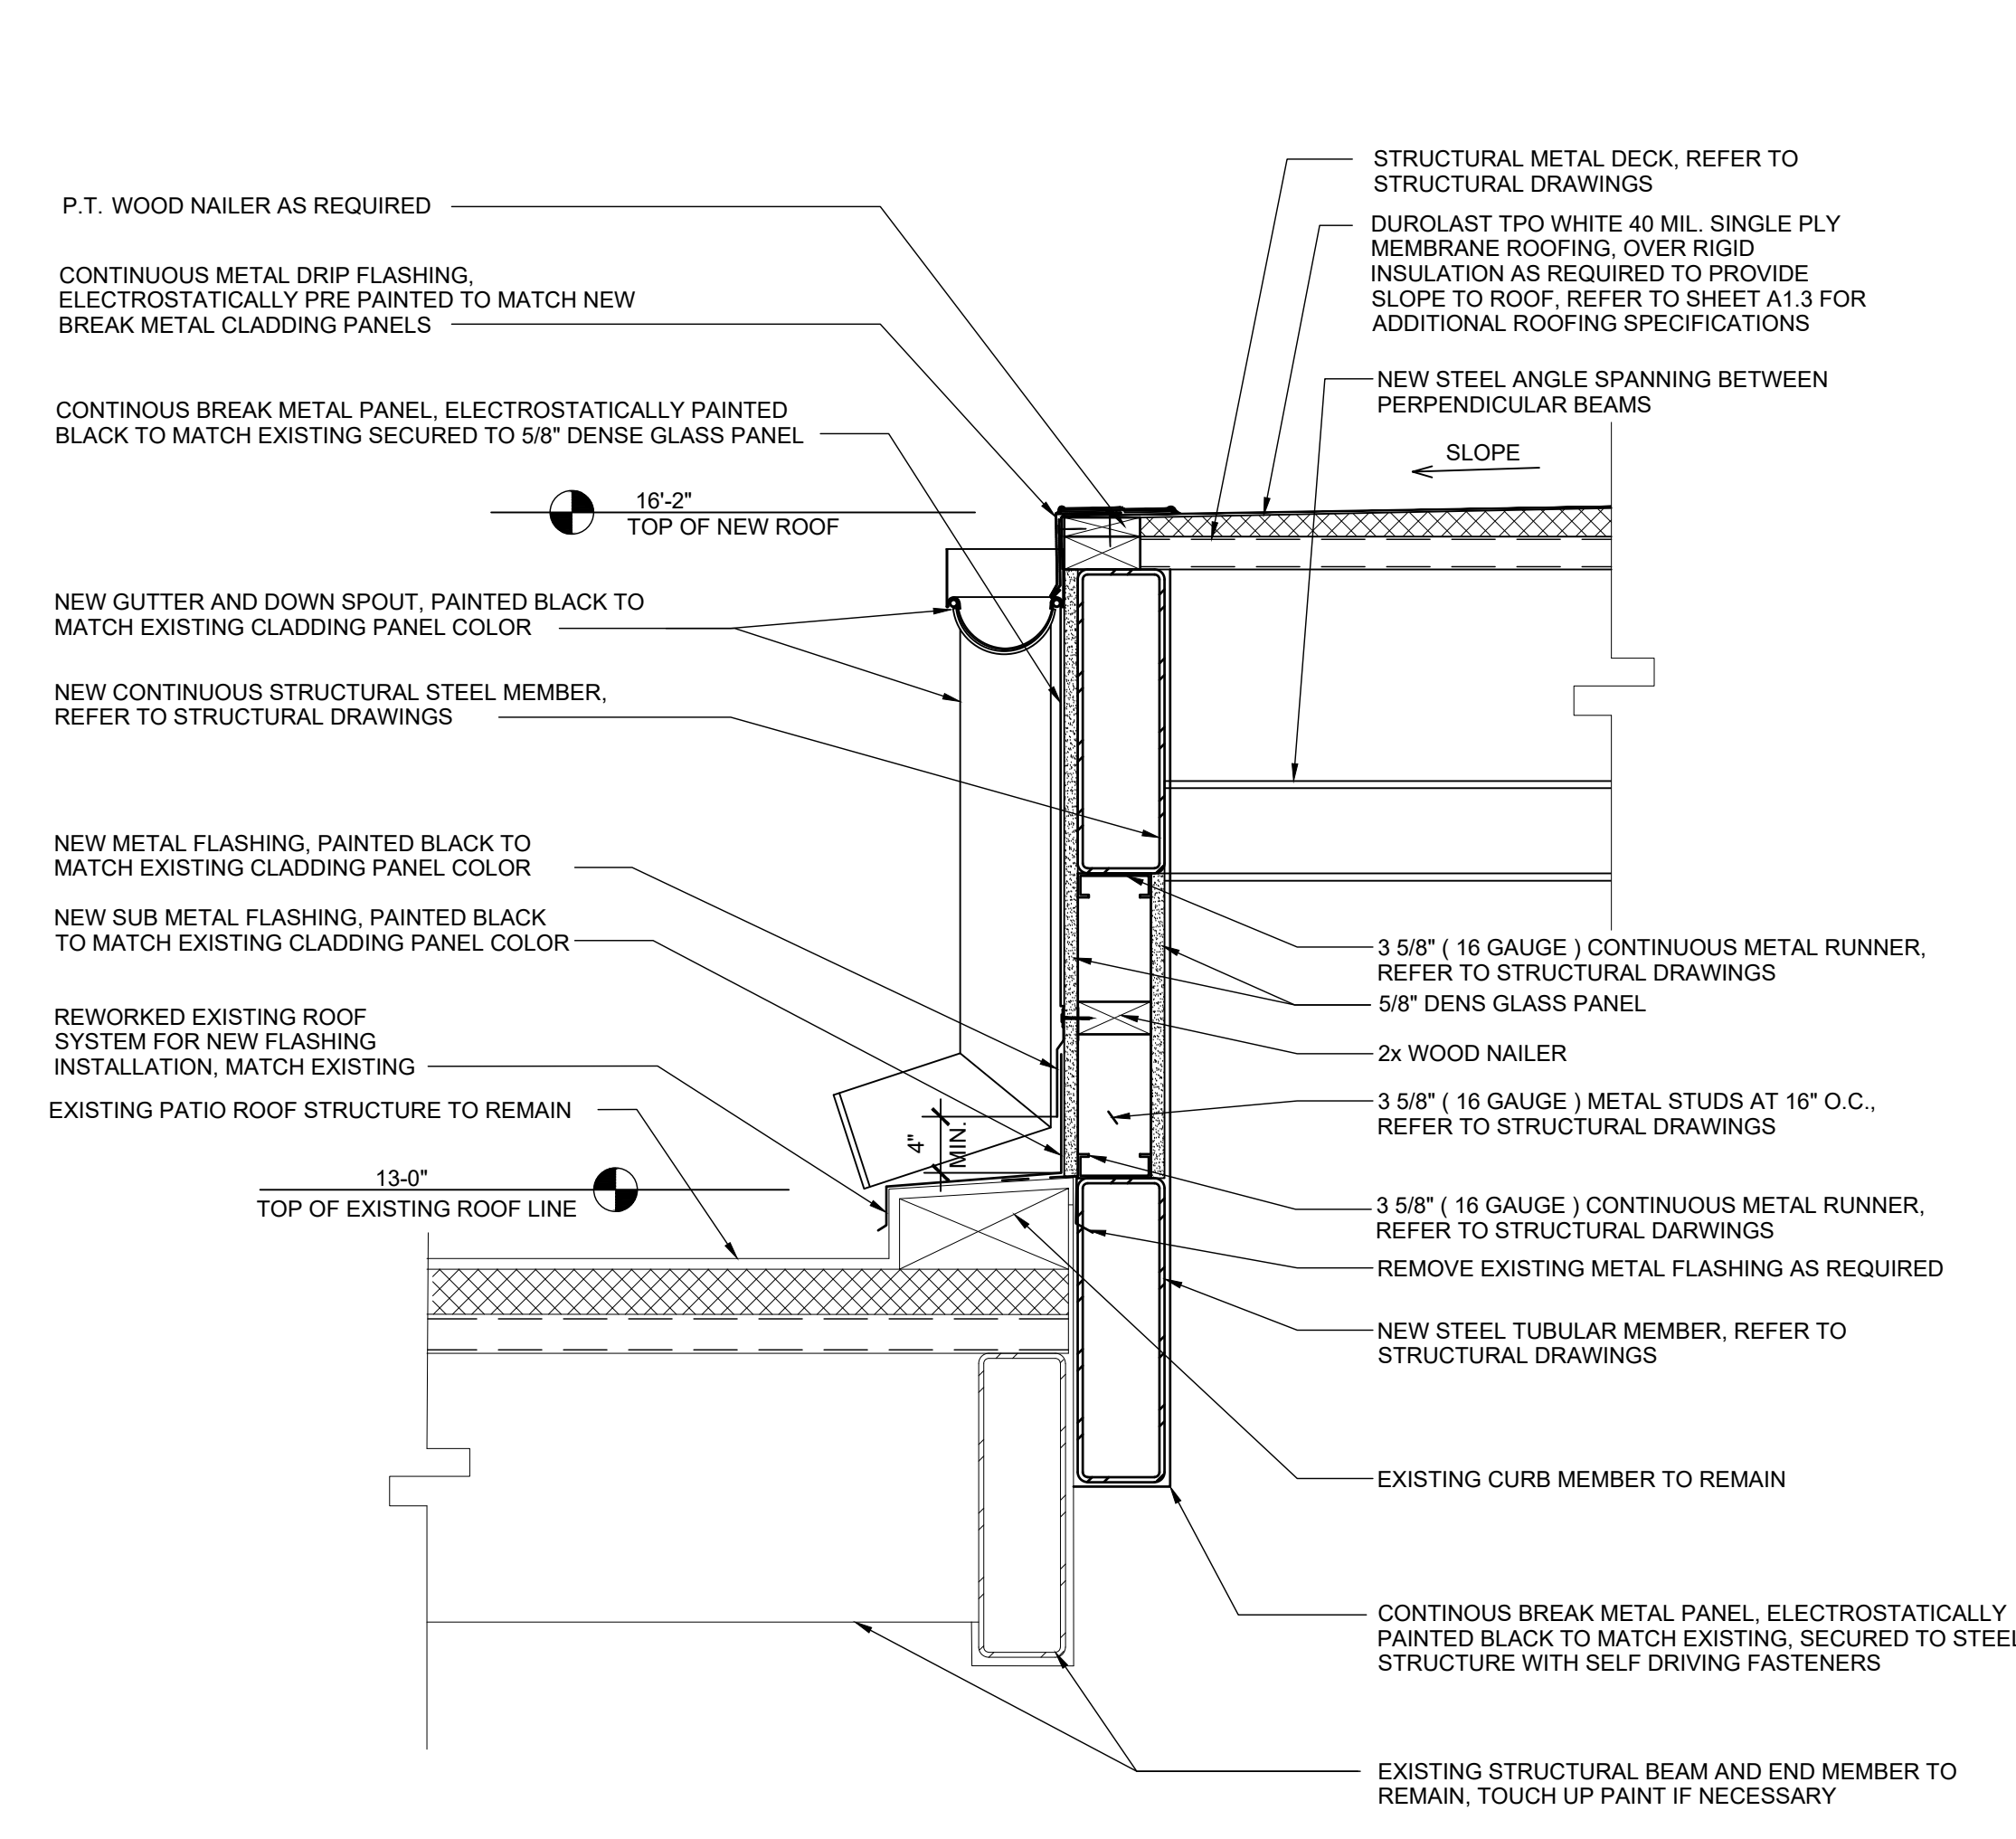 P.T. WOOD NAILER AS REQUIRED
CONTINUOUS METAL DRIP FLASHING,
ELECTROSTATICALLY PRE PAINTED TO MATCH NEW
BREAK METAL CLADDING PANELS
CONTINOUS BREAK METAL PANEL, ELECTROSTATICALLY PAINTED
BLACK TO MATCH EXISTING SECURED TO 5/8" DENSE GLASS PANEL
16'-2"
TOP OF NEW ROOF
NEW GUTTER AND DOWN SPOUT, PAINTED BLACK TO
MATCH EXISTING CLADDING PANEL COLOR
NEW CONTINUOUS STRUCTURAL STEEL MEMBER,
REFER TO STRUCTURAL DRAWINGS
NEW METAL FLASHING, PAINTED BLACK TO
MATCH EXISTING CLADDING PANEL COLOR
NEW SUB METAL FLASHING, PAINTED BLACK
TO MATCH EXISTING CLADDING PANEL COLOR
REWORKED EXISTING ROOF
SYSTEM FOR NEW FLASHING
INSTALLATION, MATCH EXISTING
EXISTING PATIO ROOF STRUCTURE TO REMAIN
4"
MIN.
13-0"
TOP OF EXISTING ROOF LINE
STRUCTURAL METAL DECK, REFER TO
STRUCTURAL DRAWINGS
DUROLAST TPO WHITE 40 MIL. SINGLE PLY
MEMBRANE ROOFING, OVER RIGID
INSULATION AS REQUIRED TO PROVIDE
SLOPE TO ROOF, REFER TO SHEET A1.3 FOR
ADDITIONAL ROOFING SPECIFICATIONS
NEW STEEL ANGLE SPANNING BETWEEN
PERPENDICULAR BEAMS
SLOPE
3 5/8" ( 16 GAUGE ) CONTINUOUS METAL RUNNER,
REFER TO STRUCTURAL DRAWINGS
5/8" DENS GLASS PANEL
2x WOOD NAILER
3 5/8" ( 16 GAUGE ) METAL STUDS AT 16" O.C.,
REFER TO STRUCTURAL DRAWINGS
3 5/8" ( 16 GAUGE ) CONTINUOUS METAL RUNNER,
REFER TO STRUCTURAL DARWINGS
REMOVE EXISTING METAL FLASHING AS REQUIRED
NEW STEEL TUBULAR MEMBER, REFER TO
STRUCTURAL DRAWINGS
EXISTING CURB MEMBER TO REMAIN
CONTINOUS BREAK METAL PANEL, ELECTROSTATICALLY
PAINTED BLACK TO MATCH EXISTING, SECURED TO STEEL
STRUCTURE WITH SELF DRIVING FASTENERS
EXISTING STRUCTURAL BEAM AND END MEMBER TO
REMAIN, TOUCH UP PAINT IF NECESSARY